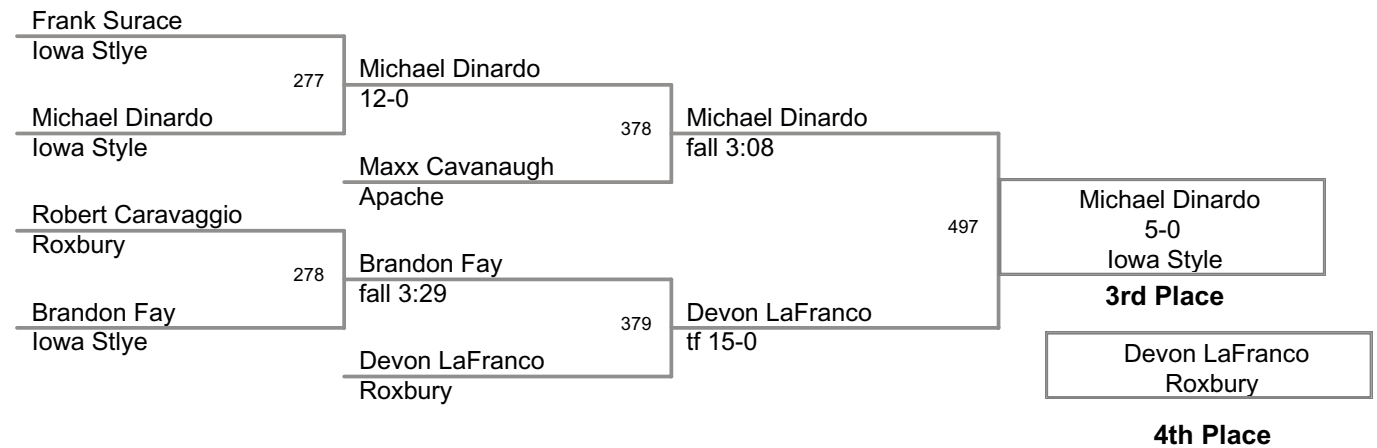 Frank Surace
Iowa Stlye
277
Michael Dinardo
12-0
Michael Dinardo
Iowa Style
378
Michael Dinardo
fall 3:08
Maxx Cavanaugh
Apache
Robert Caravaggio
Roxbury
497
Michael Dinardo
5-0
Iowa Style
3rd Place
278
Brandon Fay
fall 3:29
Brandon Fay
Iowa Stlye
379
Devon LaFranco
tf 15-0
Devon LaFranco
Roxbury
Devon LaFranco
Roxbury
4th Place